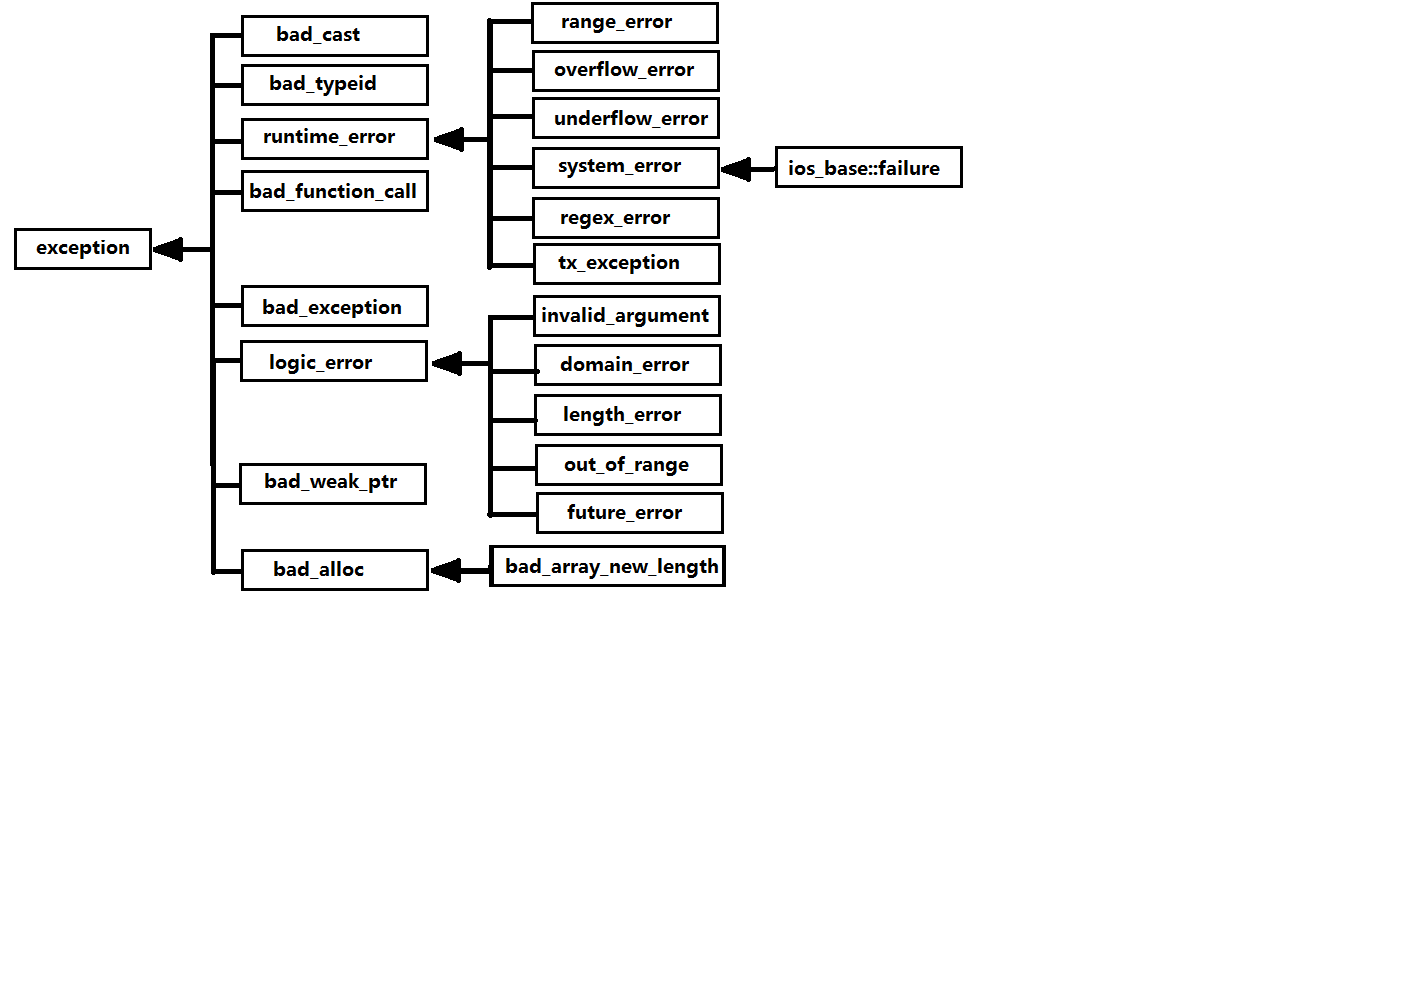 exception
bad_cast
bad_typeid
runtime_error
bad_function_call
bad_exception
logic_error
bad_weak_ptr
bad_alloc
range_error
overflow_error
underflow_error
system_error
regex_error
tx_exception
invalid_argument
domain_error
length_error
out_of_range
future_error
bad_array_new_length
ios_base::failure